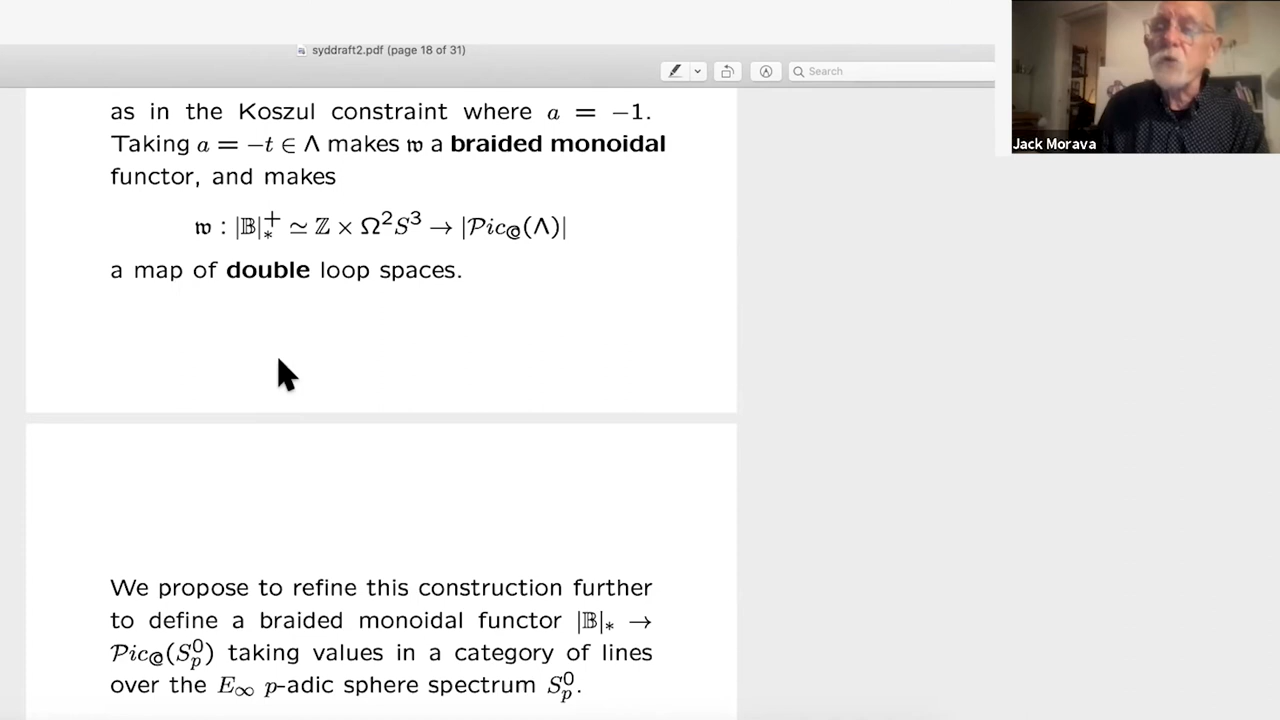 syddraft2.pdf (page 18 of 31)
Search
Jack Morava
as in the Koszul constraint where a = −1.
Taking a = −t ∈ Λ makes 𝔴 a braided monoidal
functor, and makes
𝔴 : |𝔹|⁺_* ≃ ℤ × Ω²S³ → |𝒫ic_@(Λ)|
a map of double loop spaces.
We propose to refine this construction further
to define a braided monoidal functor |𝔹|_* →
𝒫ic_@(S⁰_p) taking values in a category of lines
over the E_∞ p-adic sphere spectrum S⁰_p.